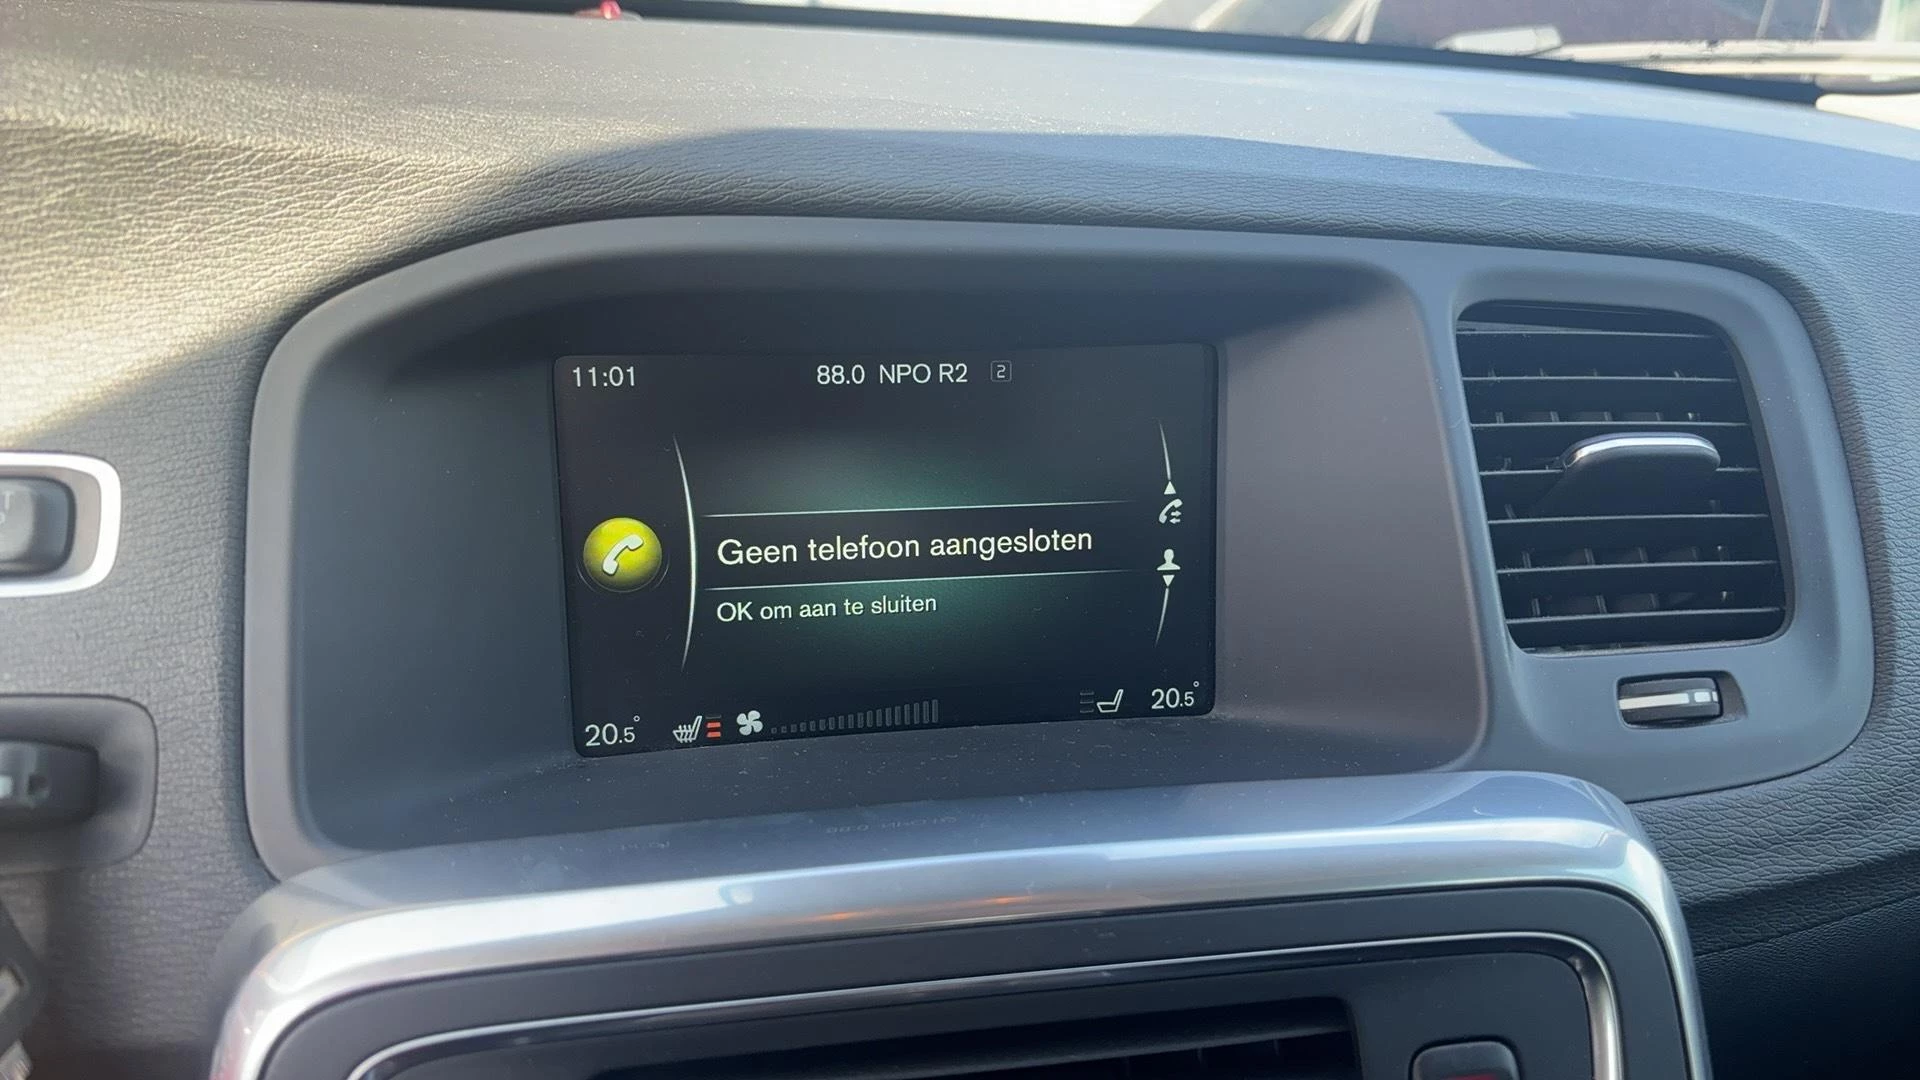 11:01 88.0 NPO R2 2
Geen telefoon aangesloten
OK om aan te sluiten
20.5° 20.5°